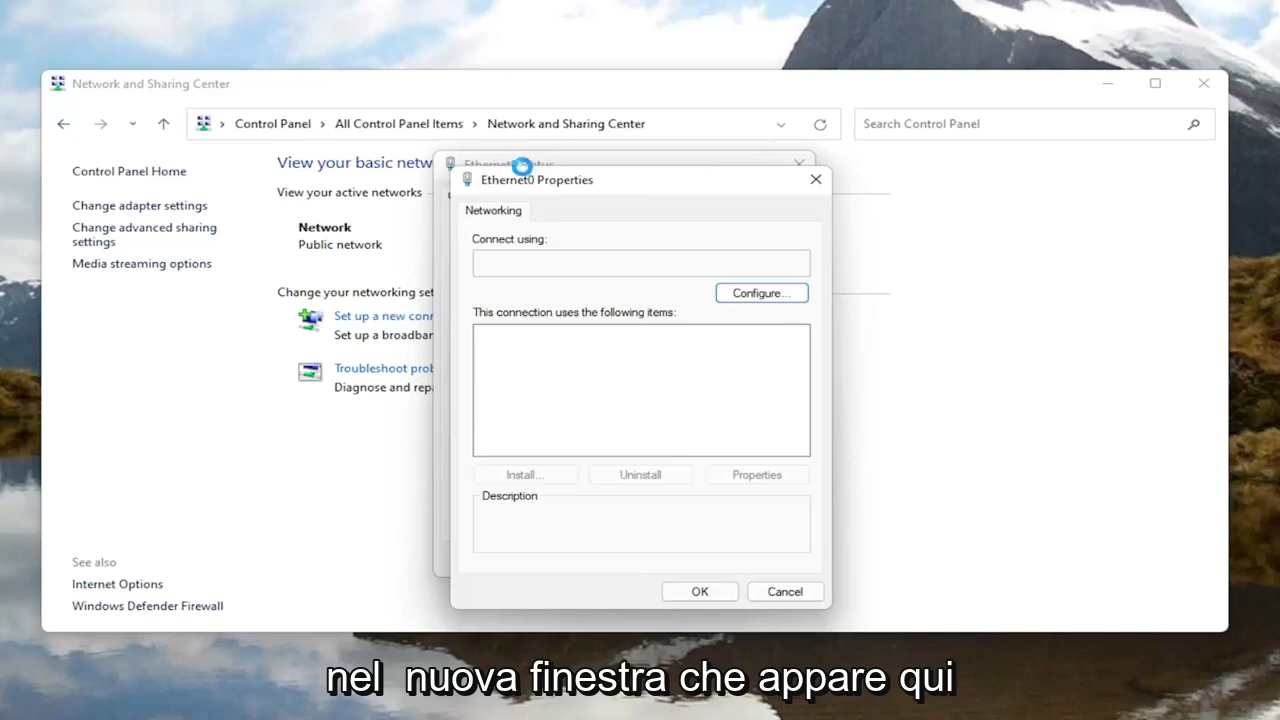 Network and Sharing Center
Control Panel > All Control Panel Items > Network and Sharing Center
Search Control Panel
Control Panel Home
Change adapter settings
Change advanced sharing
settings
Media streaming options
See also
Internet Options
Windows Defender Firewall
View your basic netw
View your active networks
Network
Public network
Change your networking set
Set up a new conn
Set up a broadbar
Troubleshoot prob
Diagnose and repa
Ethernet0 Properties
Networking
Connect using:
Configure...
This connection uses the following items:
Install...
Uninstall
Properties
Description
OK
Cancel
nel nuova finestra che appare qui